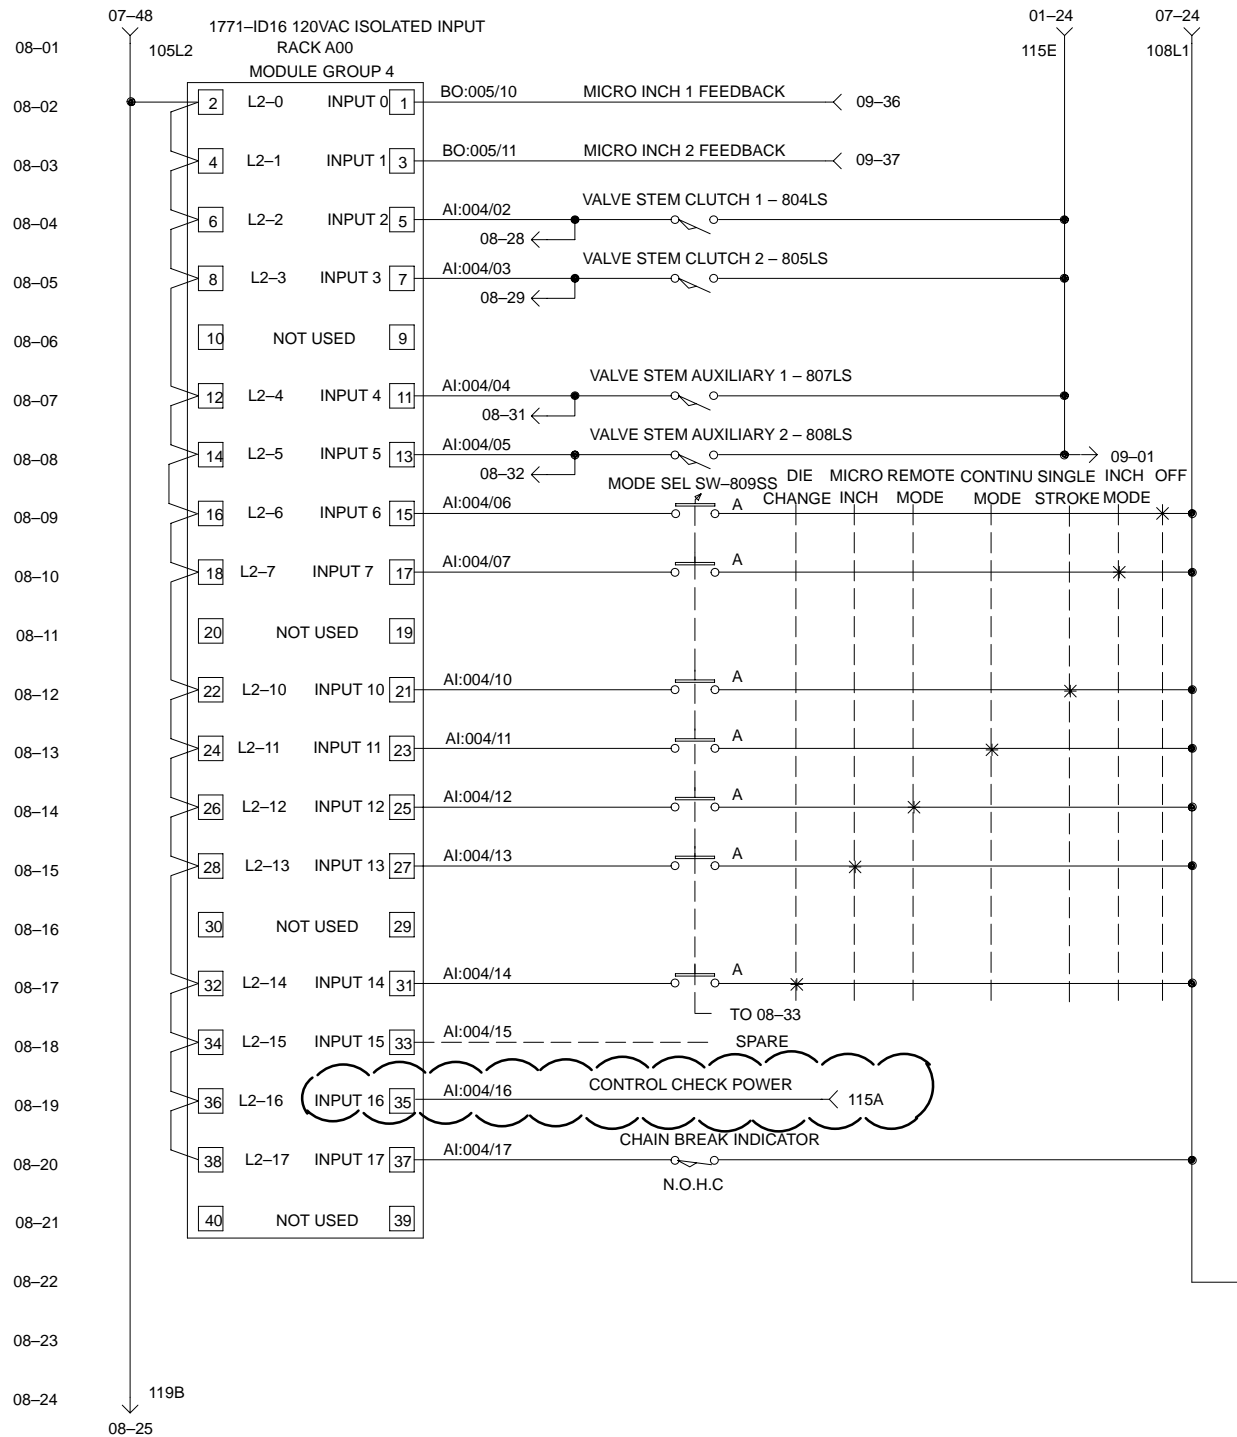 07–48
01–24
07–24
1771–ID16 120VAC ISOLATED INPUT
08–01
105L2
RACK A00
115E
108L1
MODULE GROUP 4
08–02
2 L2–0 INPUT 0 1 BO:005/10 MICRO INCH 1 FEEDBACK 09–36
08–03
4 L2–1 INPUT 1 3 BO:005/11 MICRO INCH 2 FEEDBACK 09–37
08–04
6 L2–2 INPUT 2 5 AI:004/02 VALVE STEM CLUTCH 1 – 804LS
08–28
08–05
8 L2–3 INPUT 3 7 AI:004/03 VALVE STEM CLUTCH 2 – 805LS
08–29
08–06
10 NOT USED 9
08–07
12 L2–4 INPUT 4 11 AI:004/04 VALVE STEM AUXILIARY 1 – 807LS
08–31
08–08
14 L2–5 INPUT 5 13 AI:004/05 VALVE STEM AUXILIARY 2 – 808LS
09–01
08–32
MODE SEL SW–809SS
DIE CHANGE
MICRO INCH
REMOTE MODE
CONTINU MODE
SINGLE STROKE
INCH MODE
OFF
08–09
16 L2–6 INPUT 6 15 AI:004/06 A
08–10
18 L2–7 INPUT 7 17 AI:004/07 A
08–11
20 NOT USED 19
08–12
22 L2–10 INPUT 10 21 AI:004/10 A
08–13
24 L2–11 INPUT 11 23 AI:004/11 A
08–14
26 L2–12 INPUT 12 25 AI:004/12 A
08–15
28 L2–13 INPUT 13 27 AI:004/13 A
08–16
30 NOT USED 29
08–17
32 L2–14 INPUT 14 31 AI:004/14 A
TO 08–33
08–18
34 L2–15 INPUT 15 33 AI:004/15 SPARE
08–19
36 L2–16 INPUT 16 35 AI:004/16 CONTROL CHECK POWER 115A
08–20
38 L2–17 INPUT 17 37 AI:004/17 CHAIN BREAK INDICATOR
N.O.H.C
08–21
40 NOT USED 39
08–22
08–23
08–24
119B
08–25